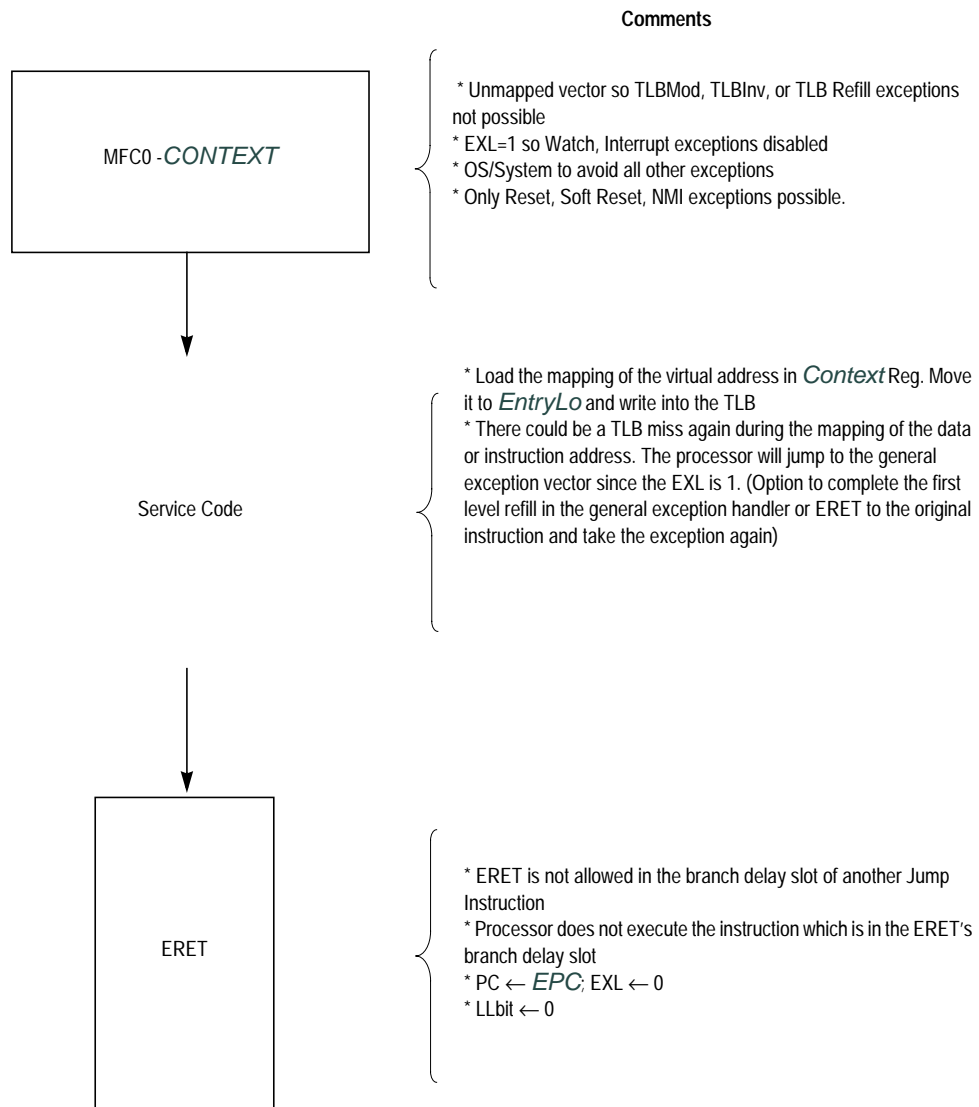 Comments
MFC0 -CONTEXT
* Unmapped vector so TLBMod, TLBInv, or TLB Refill exceptions
not possible
* EXL=1 so Watch, Interrupt exceptions disabled
* OS/System to avoid all other exceptions
* Only Reset, Soft Reset, NMI exceptions possible.
Service Code
* Load the mapping of the virtual address in Context Reg. Move
it to EntryLo and write into the TLB
* There could be a TLB miss again during the mapping of the data
or instruction address. The processor will jump to the general
exception vector since the EXL is 1. (Option to complete the first
level refill in the general exception handler or ERET to the original
instruction and take the exception again)
ERET
* ERET is not allowed in the branch delay slot of another Jump
Instruction
* Processor does not execute the instruction which is in the ERET's
branch delay slot
* PC ← EPC; EXL ← 0
* LLbit ← 0